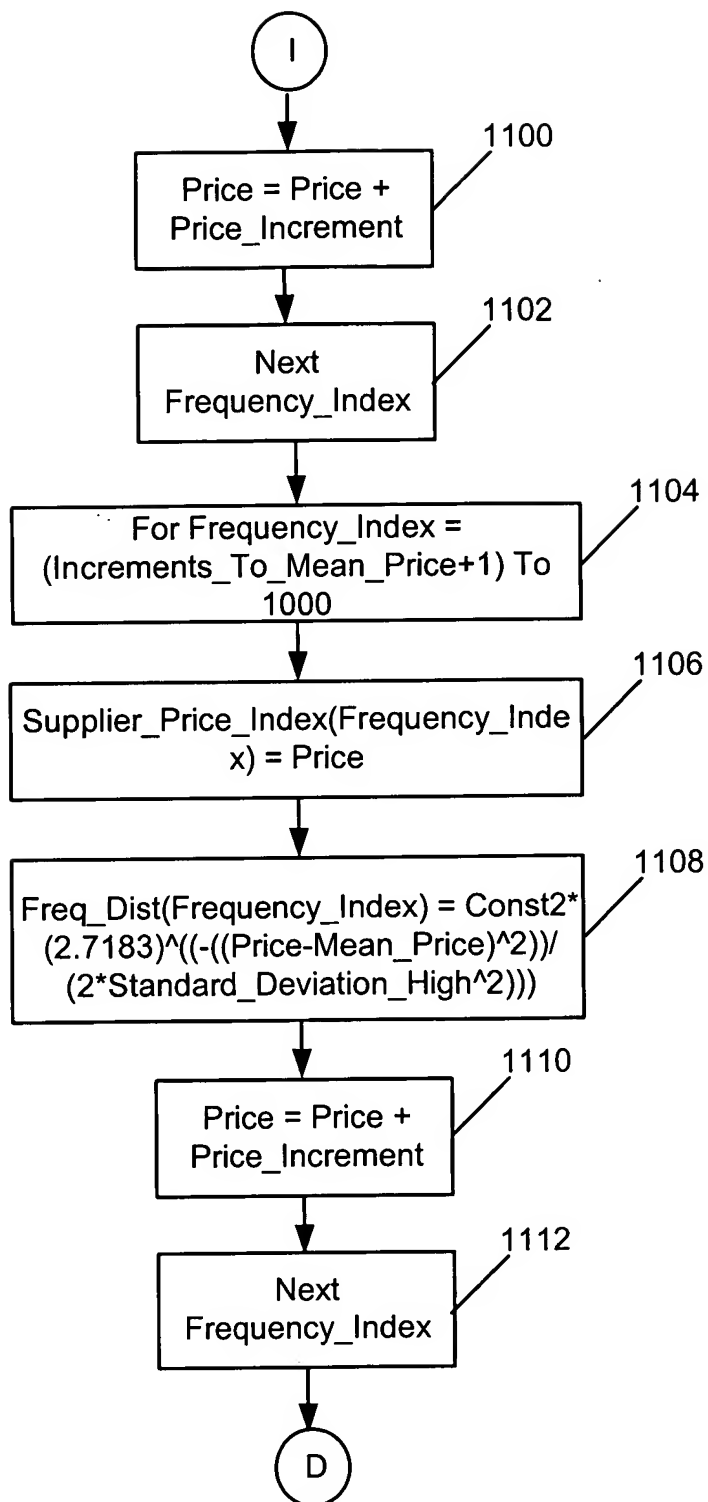 I
1100
Price = Price +
Price_Increment
1102
Next
Frequency_Index
1104
For Frequency_Index =
(Increments_To_Mean_Price+1) To
1000
1106
Supplier_Price_Index(Frequency_Inde
x) = Price
1108
Freq_Dist(Frequency_Index) = Const2*
(2.7183)^((-((Price-Mean_Price)^2))/
(2*Standard_Deviation_High^2)))
1110
Price = Price +
Price_Increment
1112
Next
Frequency_Index
D